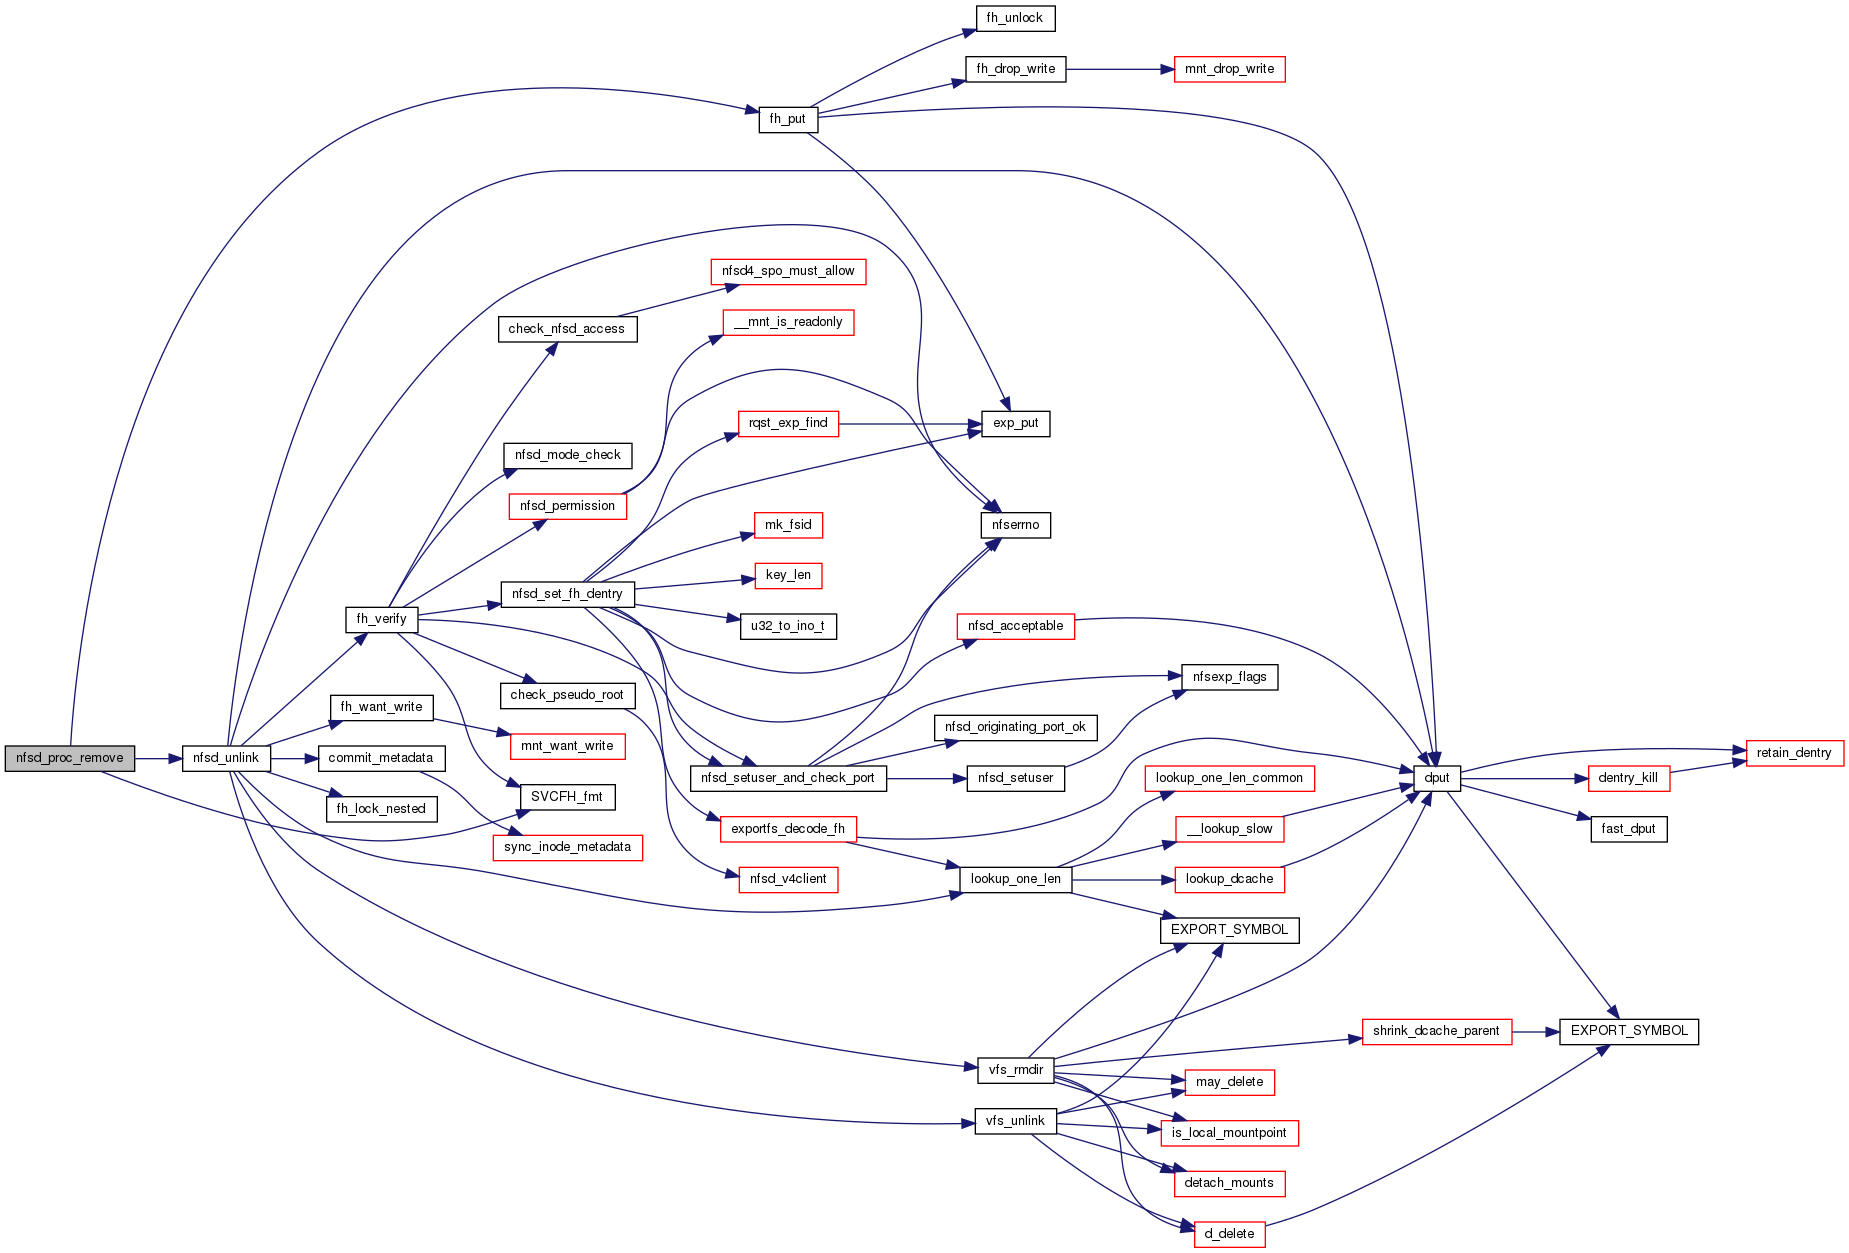 fh_unlock
fh_drop_write
mnt_drop_write
fh_put
nfsd4_spo_must_allow
check_nfsd_access
__mnt_is_readonly
rqst_exp_find
exp_put
nfsd_mode_check
nfsd_permission
mk_fsid
nfserrno
key_len
nfsd_set_fh_dentry
fh_verify
u32_to_ino_t
nfsd_acceptable
nfsexp_flags
check_pseudo_root
fh_want_write
nfsd_originating_port_ok
mnt_want_write
retain_dentry
nfsd_proc_remove
nfsd_unlink
commit_metadata
nfsd_setuser_and_check_port
nfsd_setuser
lookup_one_len_common
dput
dentry_kill
SVCFH_fmt
fh_lock_nested
exportfs_decode_fh
__lookup_slow
fast_dput
sync_inode_metadata
nfsd_v4client
lookup_one_len
lookup_dcache
EXPORT_SYMBOL
shrink_dcache_parent
EXPORT_SYMBOL
vfs_rmdir
may_delete
vfs_unlink
is_local_mountpoint
detach_mounts
d_delete